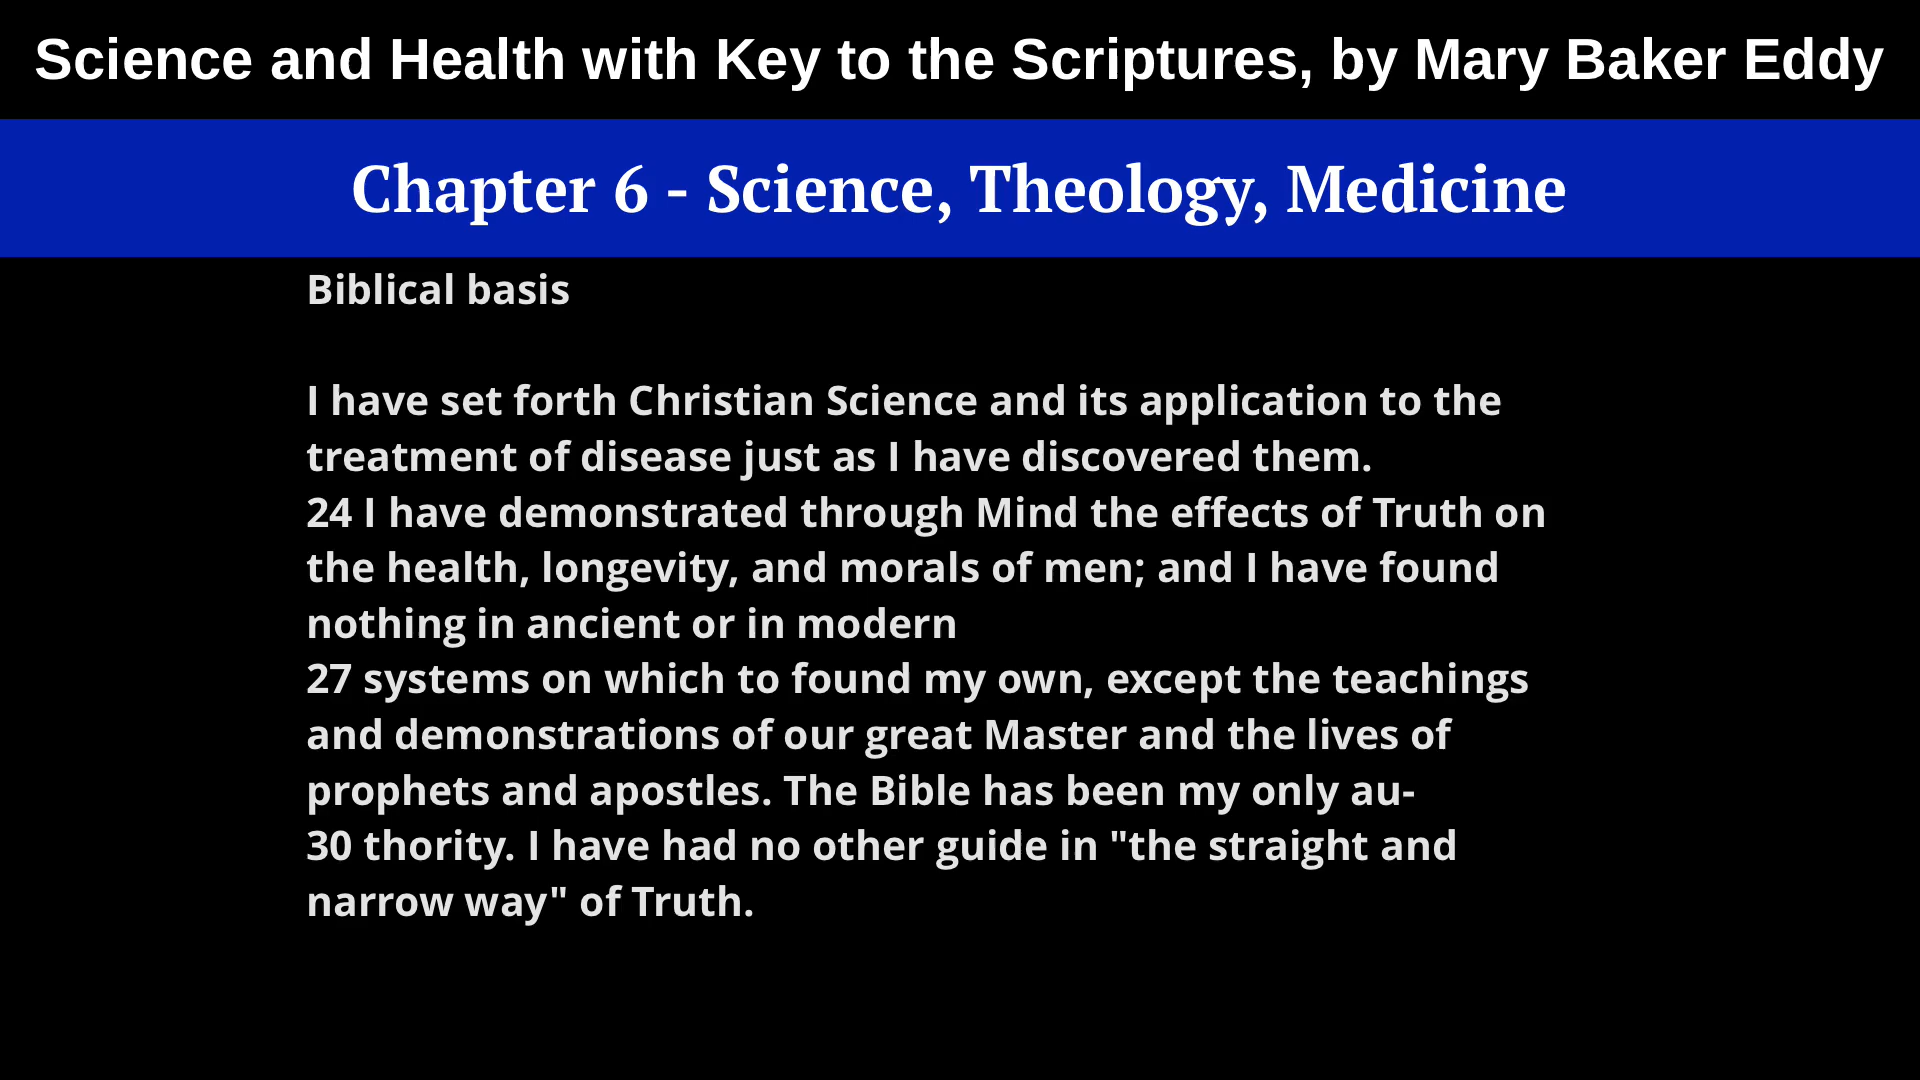 Science and Health with Key to the Scriptures, by Mary Baker Eddy
Chapter 6 - Science, Theology, Medicine
Biblical basis
I have set forth Christian Science and its application to the
treatment of disease just as I have discovered them.
24 I have demonstrated through Mind the effects of Truth on
the health, longevity, and morals of men; and I have found
nothing in ancient or in modern
27 systems on which to found my own, except the teachings
and demonstrations of our great Master and the lives of
prophets and apostles. The Bible has been my only au-
30 thority. I have had no other guide in "the straight and
narrow way" of Truth.